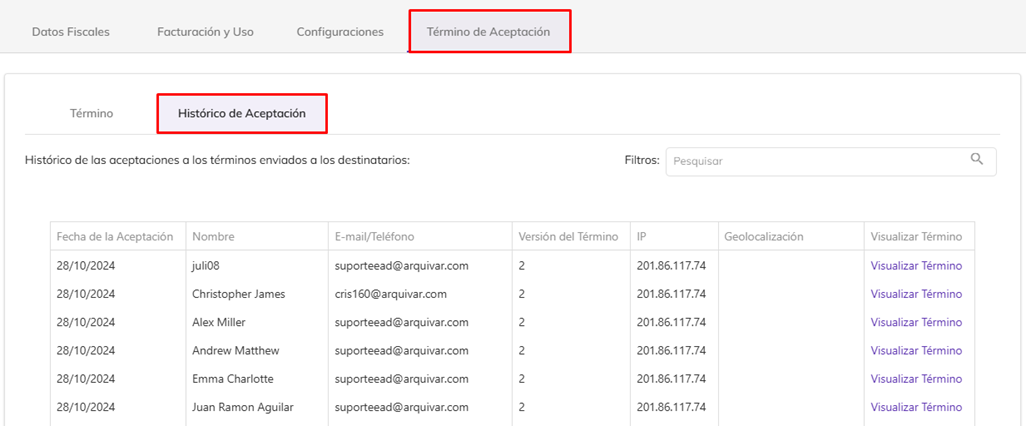 Datos Fiscales Facturación y Uso Configuraciones Término de Aceptación
Término Histórico de Aceptación
Histórico de las aceptaciones a los términos enviados a los destinatarios: Filtros: Pesquisar
Fecha de la Aceptación Nombre E-mail/Teléfono Versión del Término IP Geolocalización Visualizar Término
28/10/2024 juli08 suporteead@arquivar.com 2 201.86.117.74 Visualizar Término
28/10/2024 Christopher James cris160@arquivar.com 2 201.86.117.74 Visualizar Término
28/10/2024 Alex Miller suporteead@arquivar.com 2 201.86.117.74 Visualizar Término
28/10/2024 Andrew Matthew suporteead@arquivar.com 2 201.86.117.74 Visualizar Término
28/10/2024 Emma Charlotte suporteead@arquivar.com 2 201.86.117.74 Visualizar Término
28/10/2024 Juan Ramon Aguilar suporteead@arquivar.com 2 201.86.117.74 Visualizar Término